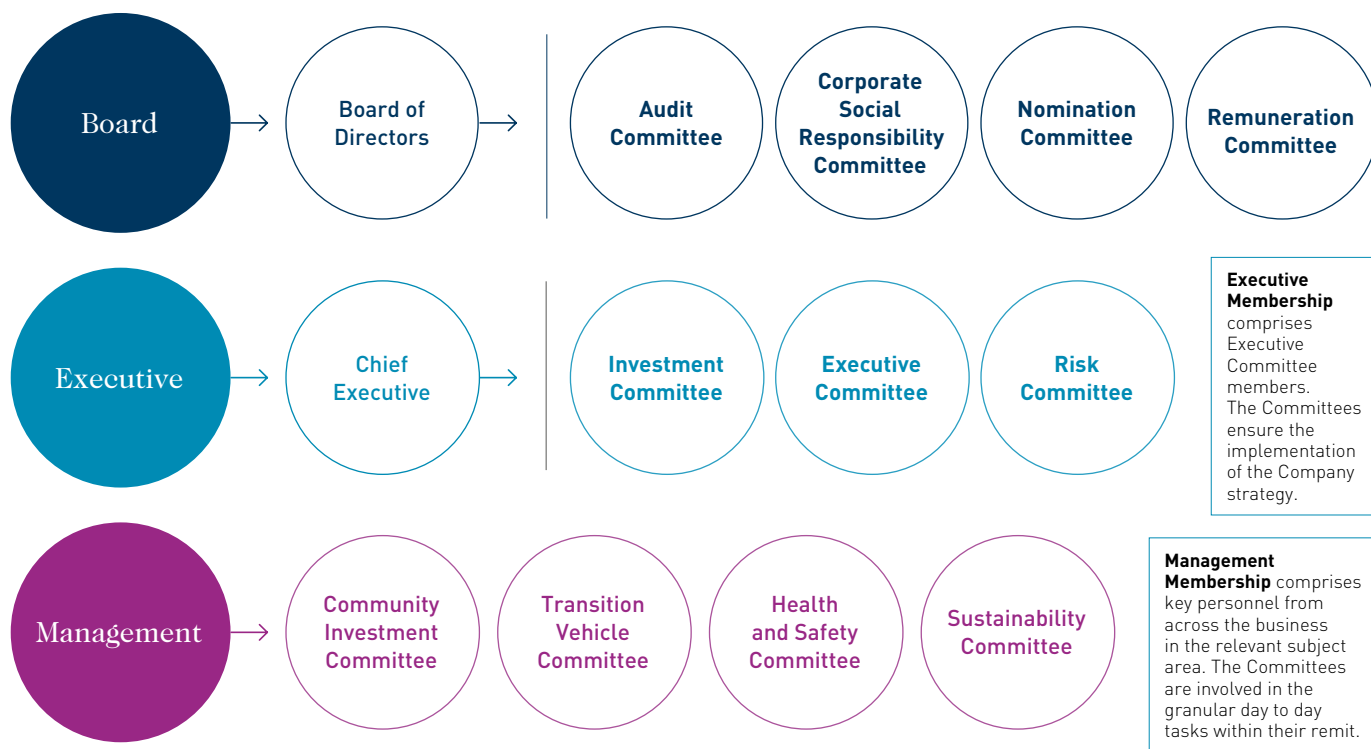 Board
Board of
Directors
Audit
Committee
Corporate
Social
Responsibility
Committee
Nomination
Committee
Remuneration
Committee
Executive
Chief
Executive
Investment
Committee
Executive
Committee
Risk
Committee
Executive
Membership
comprises
Executive
Committee
members.
The Committees
ensure the
implementation
of the Company
strategy.
Management
Community
Investment
Committee
Transition
Vehicle
Committee
Health
and Safety
Committee
Sustainability
Committee
Management
Membership comprises
key personnel from
across the business
in the relevant subject
area. The Committees
are involved in the
granular day to day
tasks within their remit.